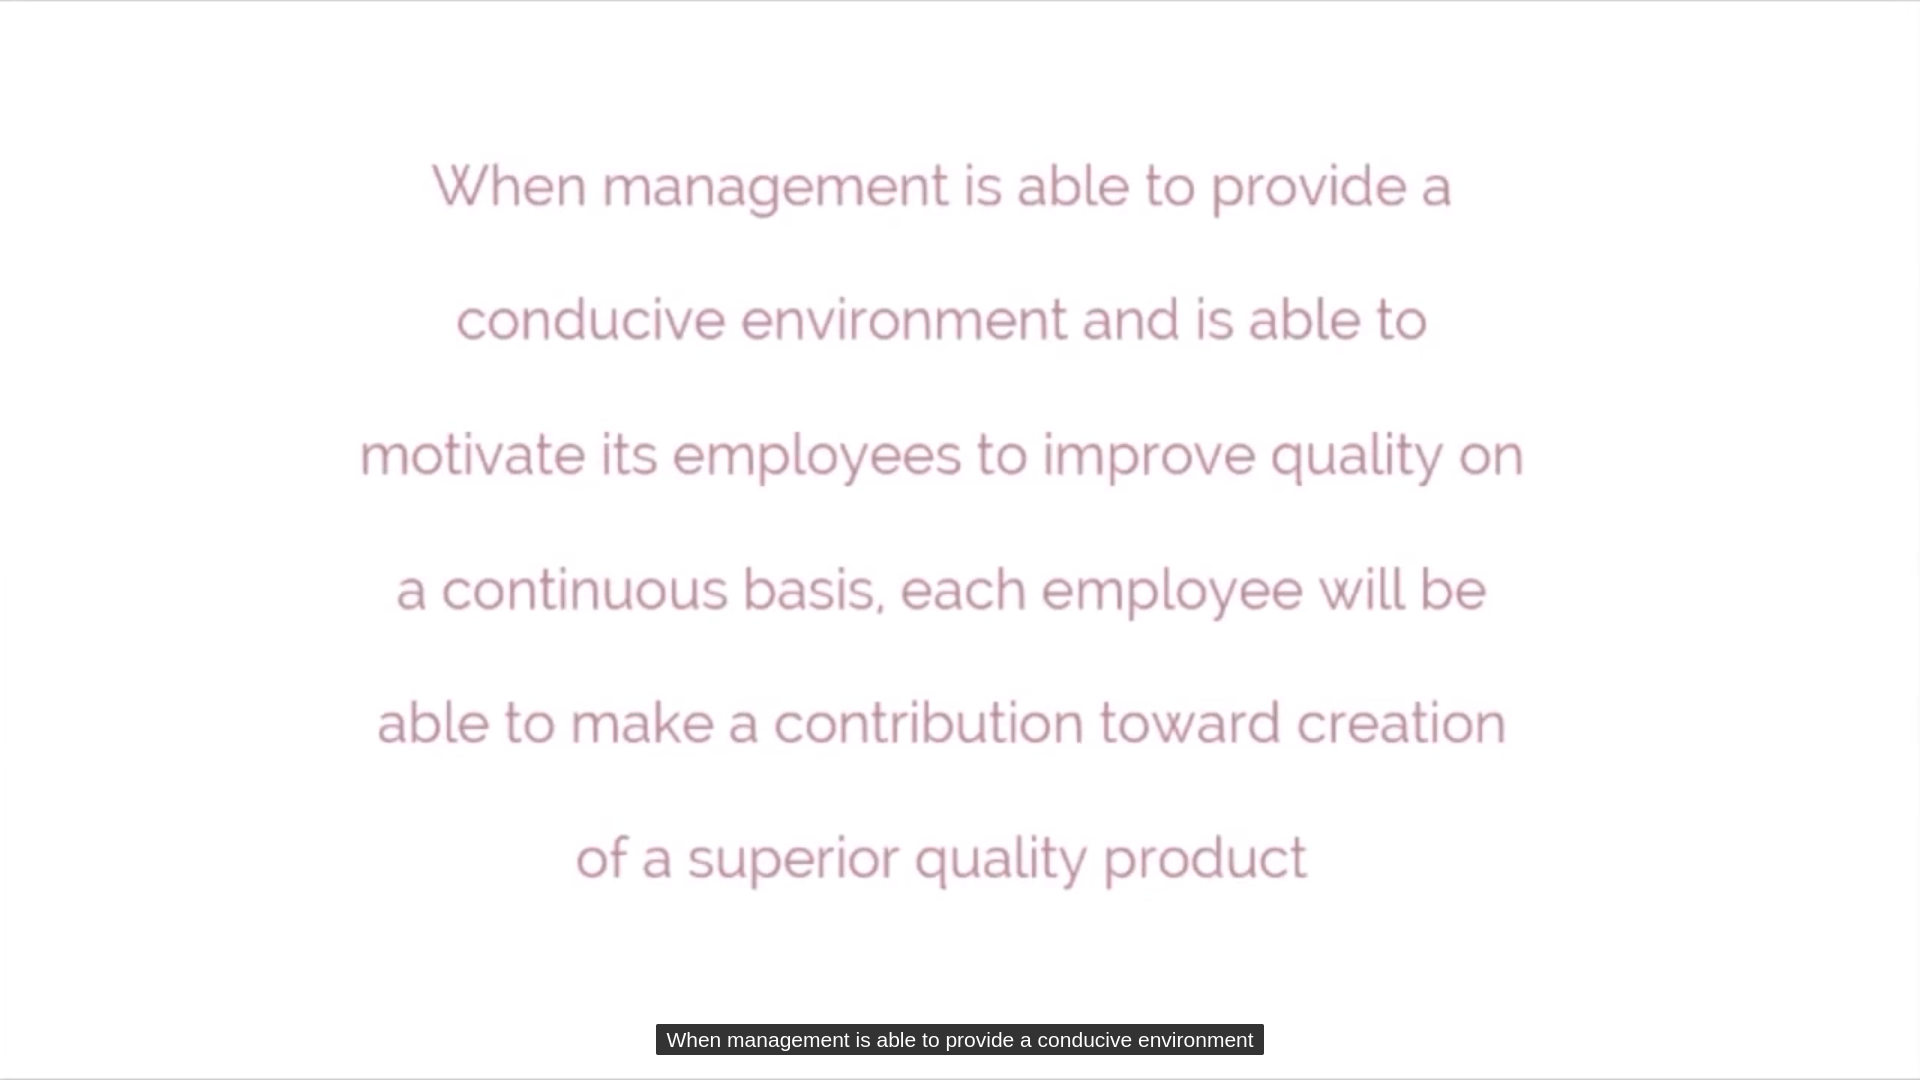 When management is able to provide a
conducive environment and is able to
motivate its employees to improve quality on
a continuous basis, each employee will be
able to make a contribution toward creation
of a superior quality product
When management is able to provide a conducive environment